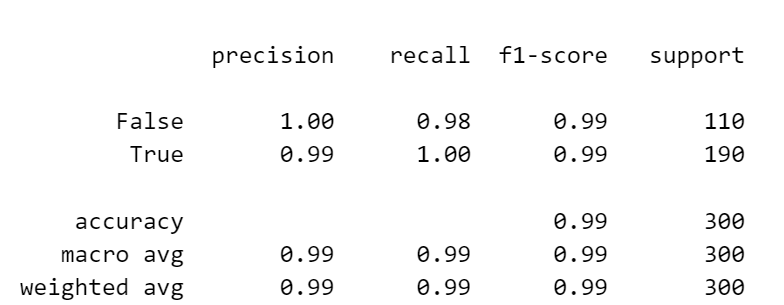 precision recall f1-score support
False 1.00 0.98 0.99 110
True 0.99 1.00 0.99 190
accuracy 0.99 300
macro avg 0.99 0.99 0.99 300
weighted avg 0.99 0.99 0.99 300